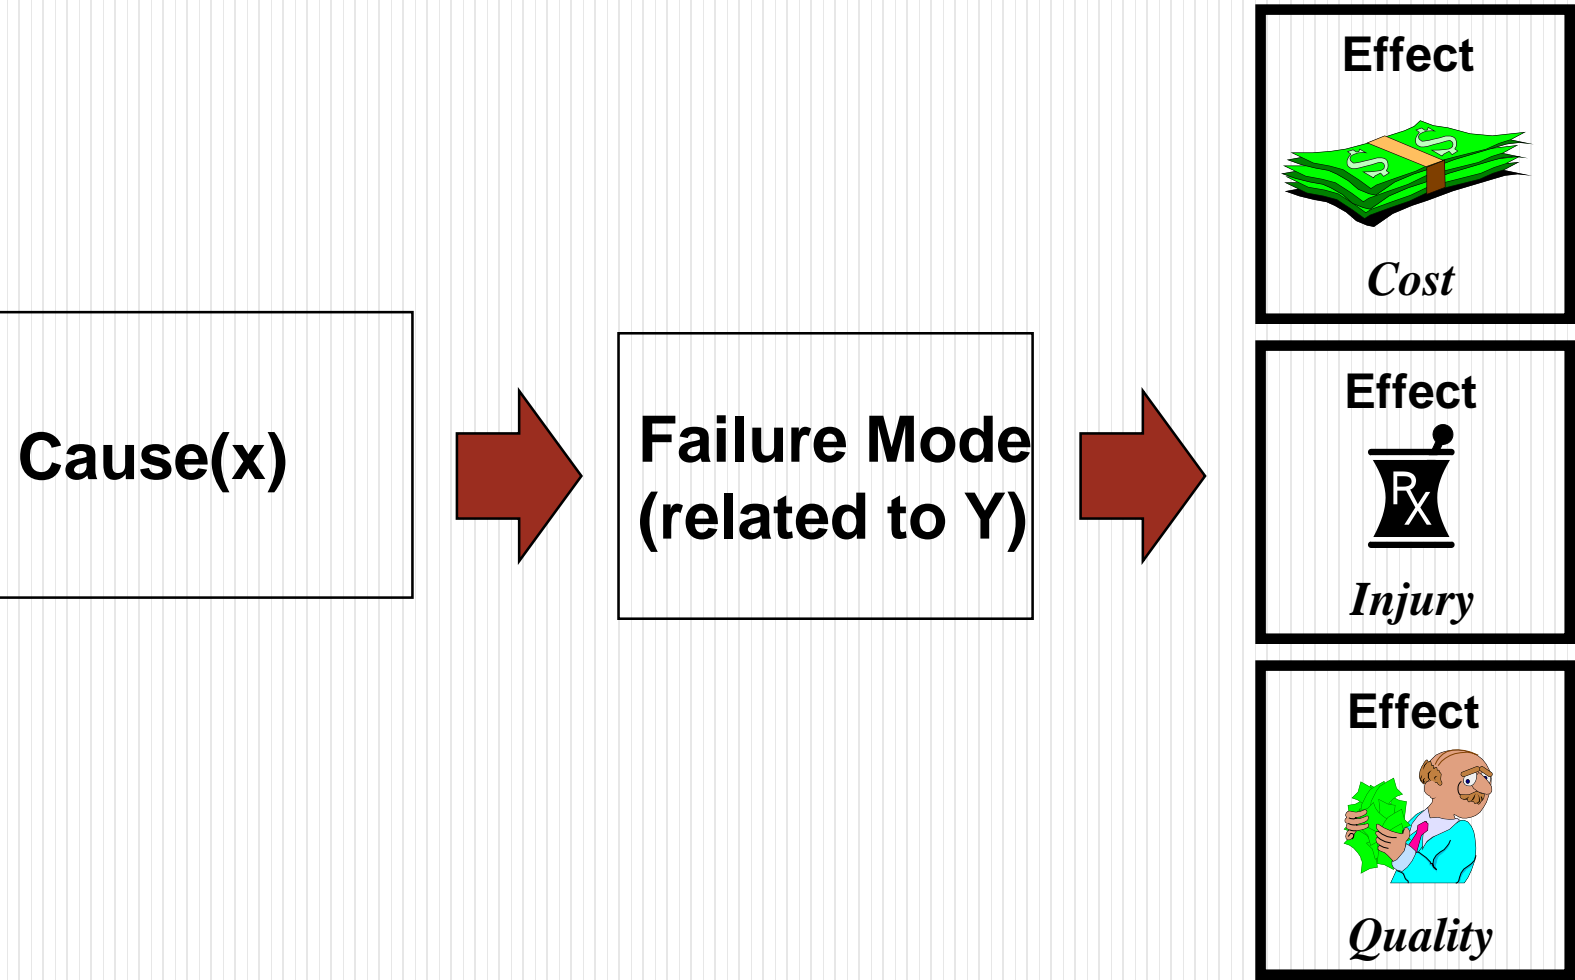 Cause(x)
Failure Mode
(related to Y)
Effect
$ $
Cost
Effect
Rx
Injury
Effect
Quality